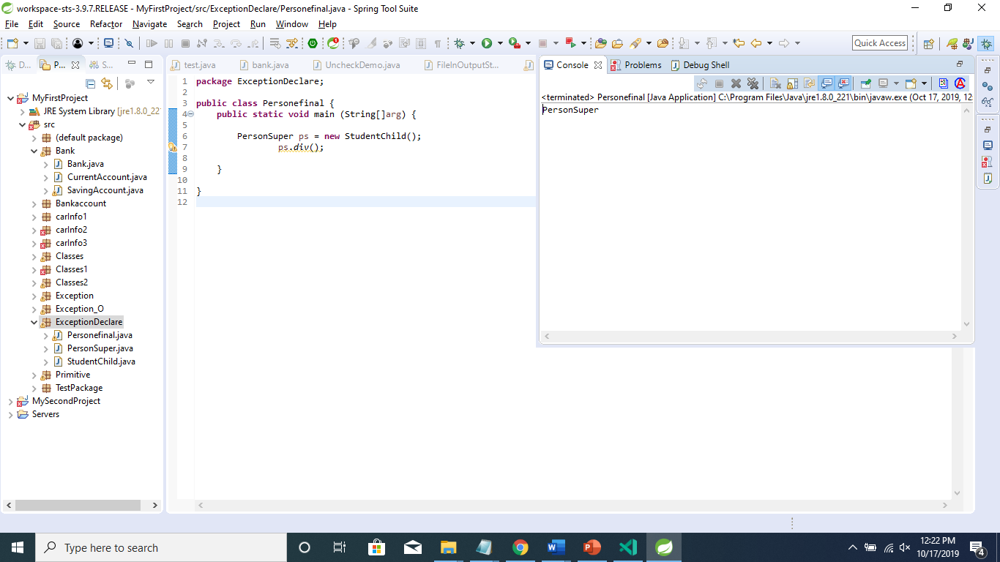 workspace-sts-3.9.7.RELEASE - MyFirstProject/src/ExceptionDeclare/Personefinal.java - Spring Tool Suite
File Edit Source Refactor Navigate Search Project Run Window Help
Quick Access
D... P... S...
MyFirstProject
JRE System Library [jre1.8.0_22
src
(default package)
Bank
Bank.java
CurrentAccount.java
SavingAccount.java
Bankaccount
carInfo1
carInfo2
carInfo3
Classes
Classes1
Classes2
Exception
Exception_O
ExceptionDeclare
Personefinal.java
PersonSuper.java
StudentChild.java
Primitive
TestPackage
MySecondProject
Servers
test.java bank.java UncheckDemo.java FileInOutputSt...
1 package ExceptionDeclare;
2
3 public class Personefinal {
4 public static void main (String[]arg) {
5
6 PersonSuper ps = new StudentChild();
7 ps.div();
8
9 }
10
11 }
12
Console Problems Debug Shell
<terminated> Personefinal [Java Application] C:\Program Files\Java\jre1.8.0_221\bin\javaw.exe (Oct 17, 2019, 12:
PersonSuper
Type here to search
12:22 PM
10/17/2019
4